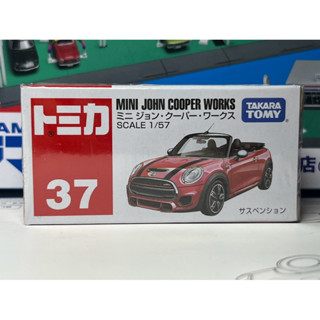 トミカ
37
MINI JOHN COOPER WORKS
ミニ ジョン・クーパー・ワークス
SCALE 1/57
TAKARA
TOMY
サスペンション